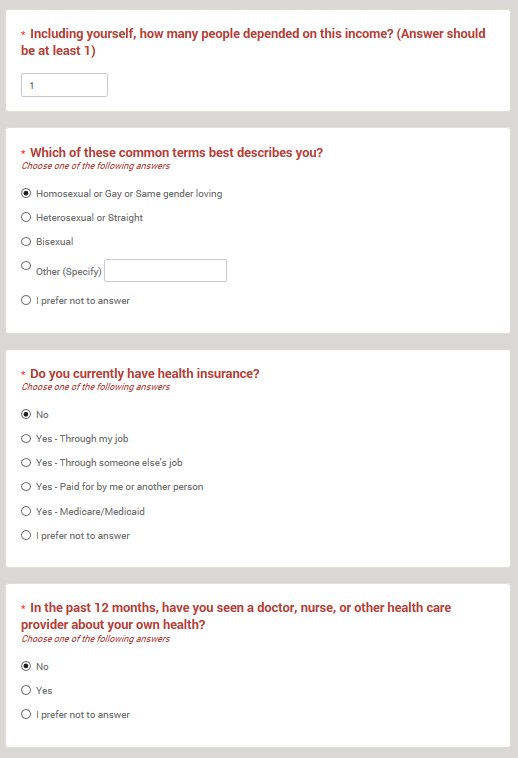 * Including yourself, how many people depended on this income? (Answer should
be at least 1)
1
* Which of these common terms best describes you?
Choose one of the following answers
Homosexual or Gay or Same gender loving
Heterosexual or Straight
Bisexual
Other (Specify)
I prefer not to answer
* Do you currently have health insurance?
Choose one of the following answers
No
Yes - Through my job
Yes - Through someone else's job
Yes - Paid for by me or another person
Yes - Medicare/Medicaid
I prefer not to answer
* In the past 12 months, have you seen a doctor, nurse, or other health care
provider about your own health?
Choose one of the following answers
No
Yes
I prefer not to answer